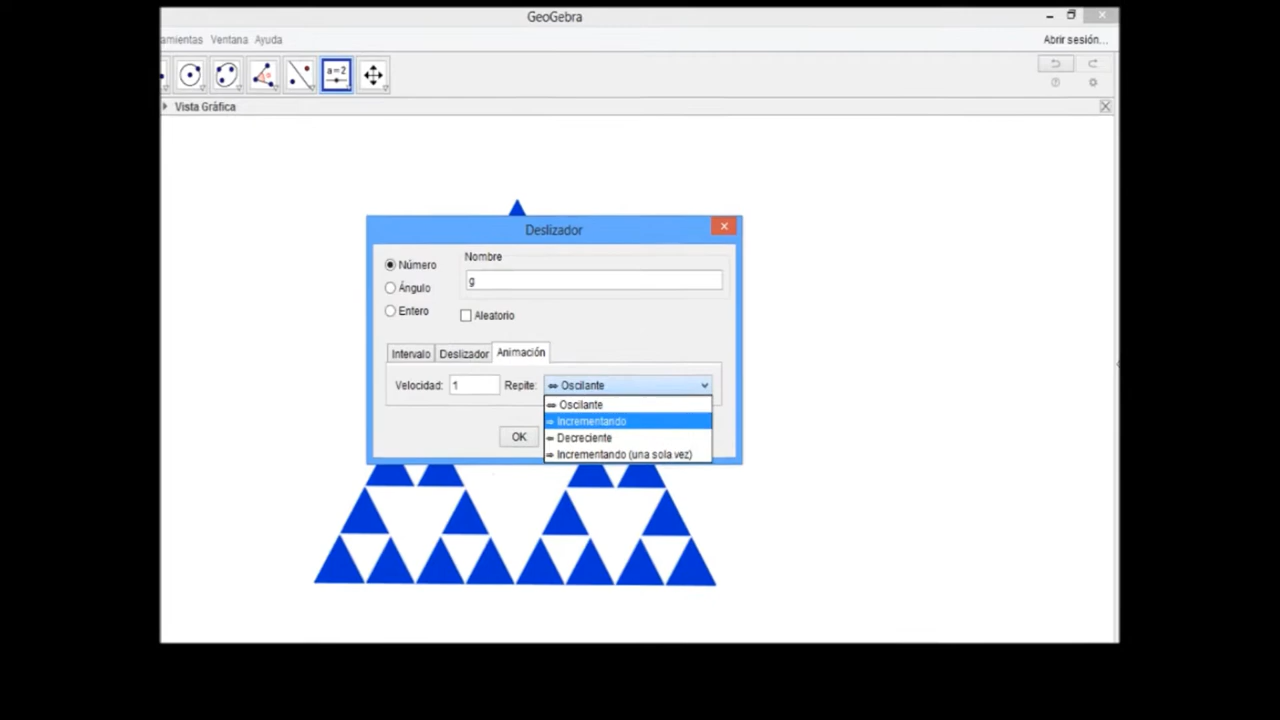 GeoGebra
amientas Ventana Ayuda
Abrir sesión...
a=2
Vista Gráfica
Deslizador
Número
Ángulo
Entero
Nombre
g
Aleatorio
Intervalo Deslizador Animación
Velocidad: 1 Repite: Oscilante
Oscilante
Incrementando
Decreciente
Incrementando (una sola vez)
OK